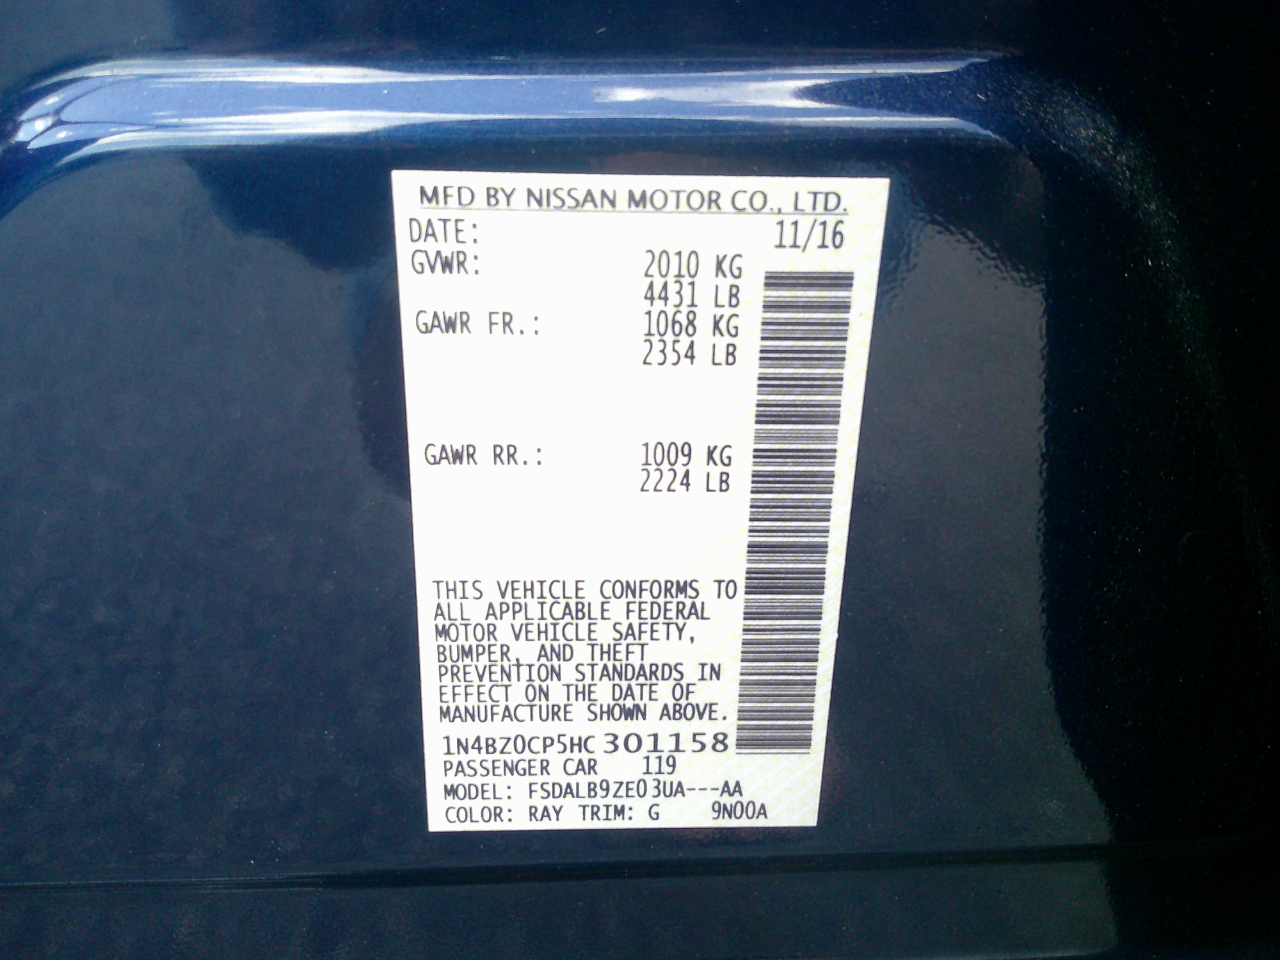 MFD BY NISSAN MOTOR CO., LTD.
DATE: 11/16
GVWR: 2010 KG
4431 LB
GAWR FR.: 1068 KG
2354 LB
GAWR RR.: 1009 KG
2224 LB
THIS VEHICLE CONFORMS TO
ALL APPLICABLE FEDERAL
MOTOR VEHICLE SAFETY,
BUMPER, AND THEFT
PREVENTION STANDARDS IN
EFFECT ON THE DATE OF
MANUFACTURE SHOWN ABOVE.
1N4BZ0CP5HC301158
PASSENGER CAR 119
MODEL: FSDALB9ZE03UA---AA
COLOR: RAY TRIM: G 9N00A